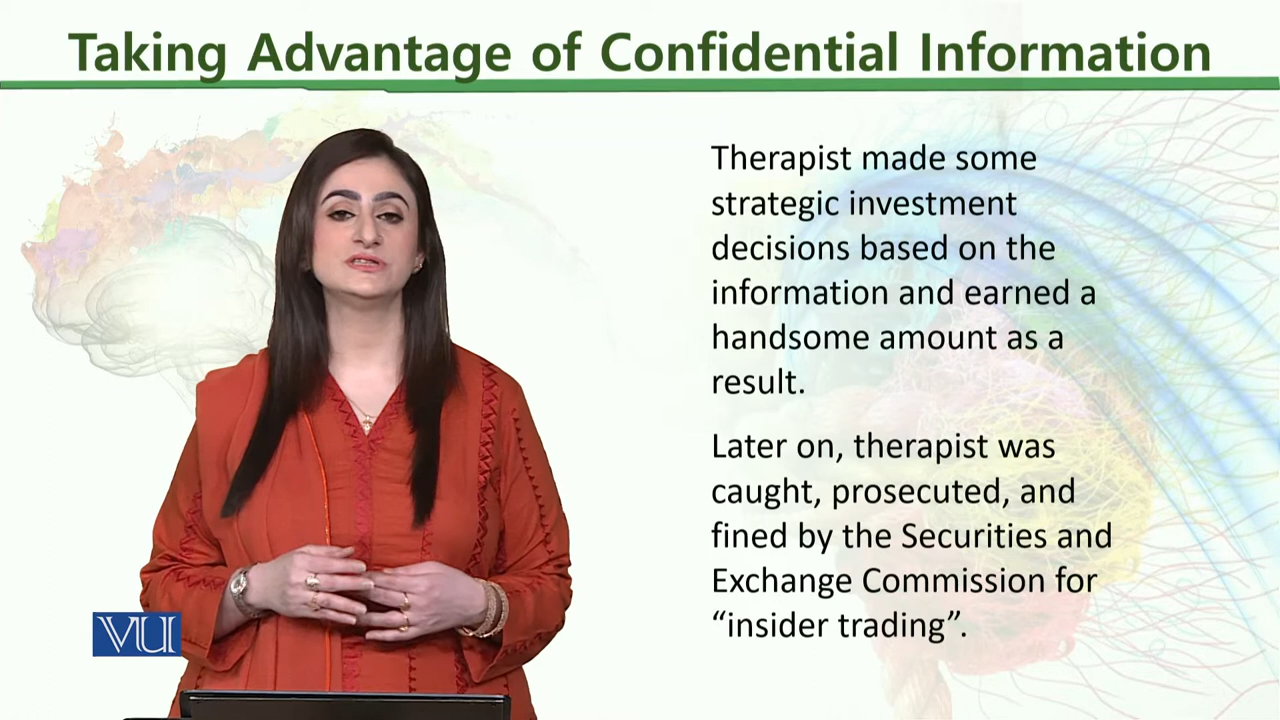 Taking Advantage of Confidential Information
Therapist made some
strategic investment
decisions based on the
information and earned a
handsome amount as a
result.
Later on, therapist was
caught, prosecuted, and
fined by the Securities and
Exchange Commission for
“insider trading”.
VU